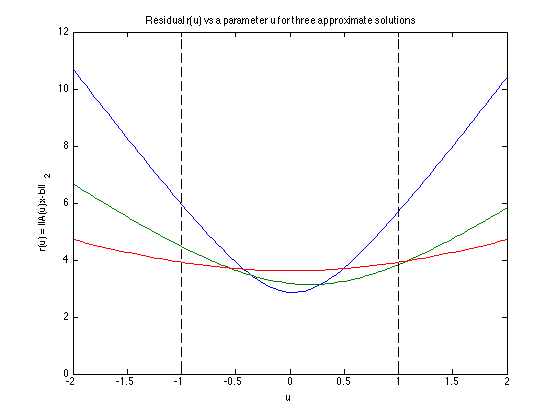 Residual r(u) vs a parameter u for three approximate solutions
12
10
8
6
4
2
0
r(u) = ||A(u)x-b||_2
-2 -1.5 -1 -0.5 0 0.5 1 1.5 2
u